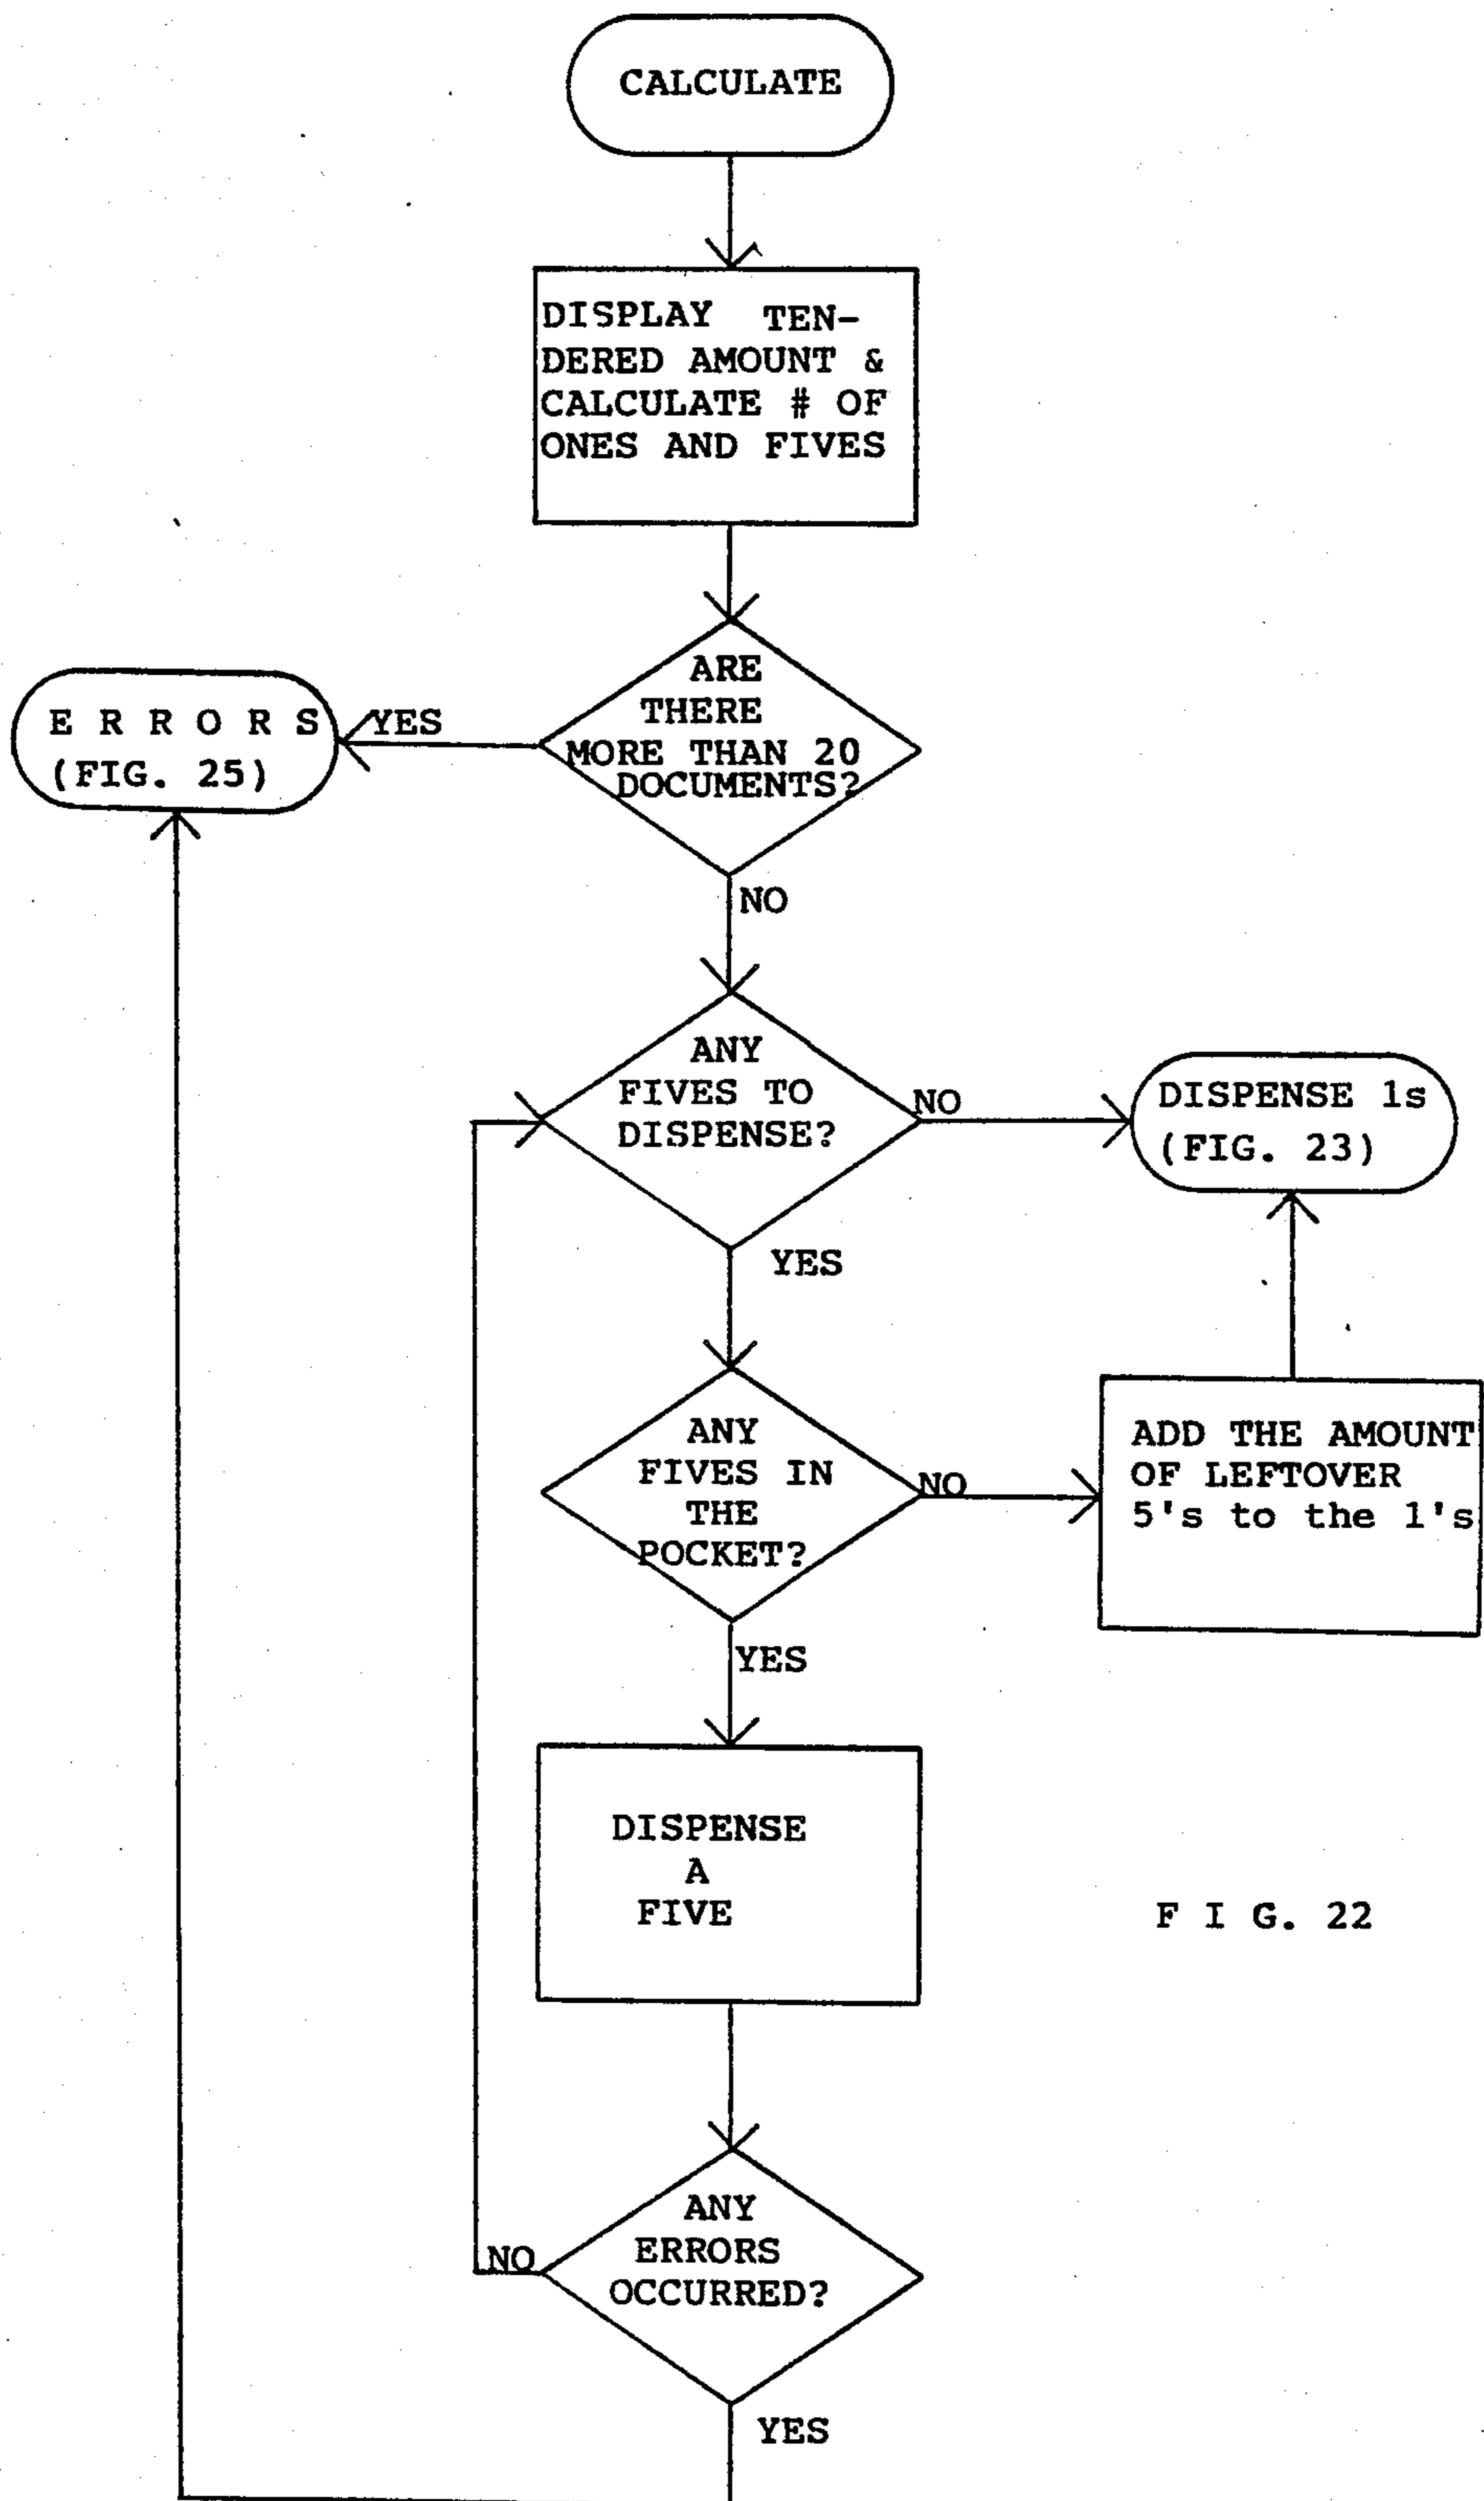 CALCULATE
DISPLAY TEN-
DERED AMOUNT &
CALCULATE # OF
ONES AND FIVES
ARE
THERE
MORE THAN 20
DOCUMENTS?
YES
E R R O R S
(FIG. 25)
NO
ANY
FIVES TO
DISPENSE?
NO
DISPENSE 1s
(FIG. 23)
YES
ANY
FIVES IN
THE
POCKET?
NO
ADD THE AMOUNT
OF LEFTOVER
5's to the 1's
YES
DISPENSE
A
FIVE
F I G. 22
ANY
ERRORS
OCCURRED?
NO
YES